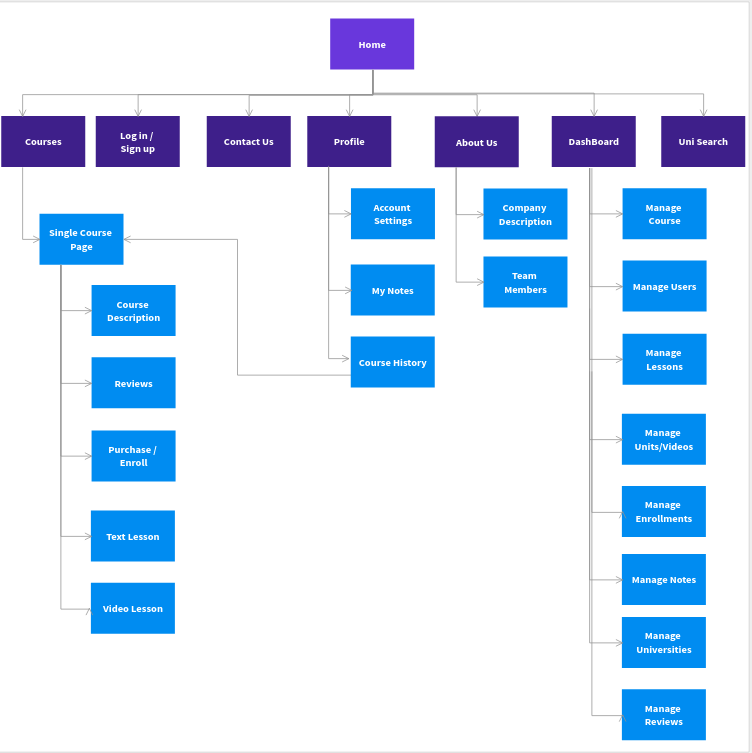 Home
Courses
Log in /
Sign up
Contact Us
Profile
About Us
DashBoard
Uni Search
Single Course
Page
Course
Description
Reviews
Purchase /
Enroll
Text Lesson
Video Lesson
Account
Settings
My Notes
Course History
Company
Description
Team
Members
Manage
Course
Manage Users
Manage
Lessons
Manage
Units/Videos
Manage
Enrollments
Manage Notes
Manage
Universities
Manage
Reviews